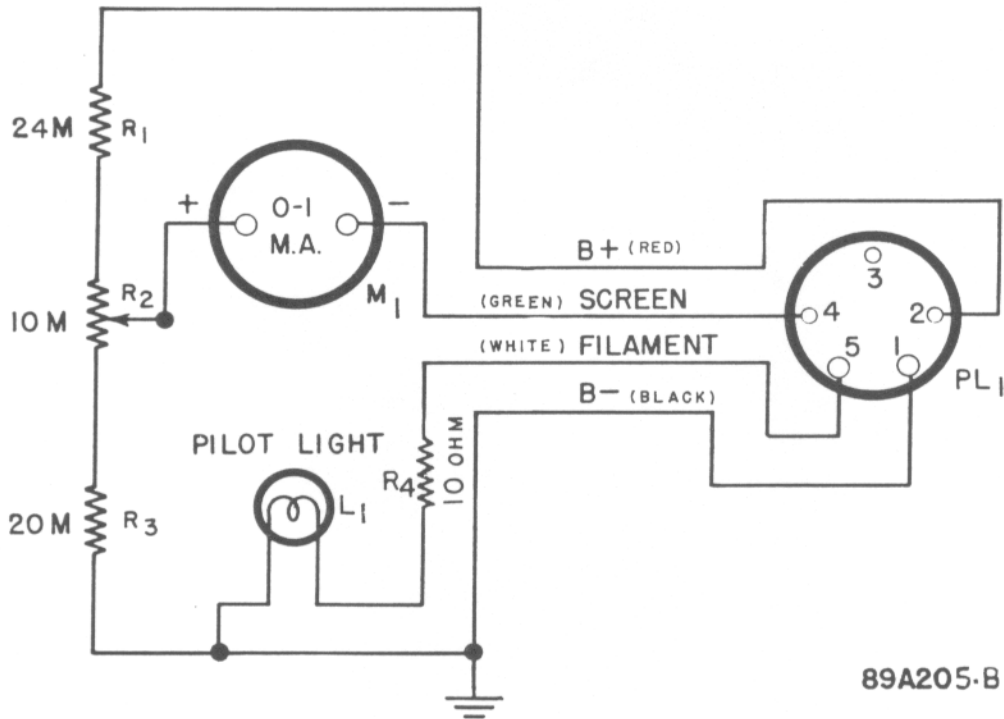 24M R1
+ 0-1 -
M.A.
M1
R2
10M
B+ (RED)
(GREEN) SCREEN
(WHITE) FILAMENT
B- (BLACK)
3
4 2
5 1
PL1
PILOT LIGHT
L1
R4
10 OHM
20M R3
89A205·B